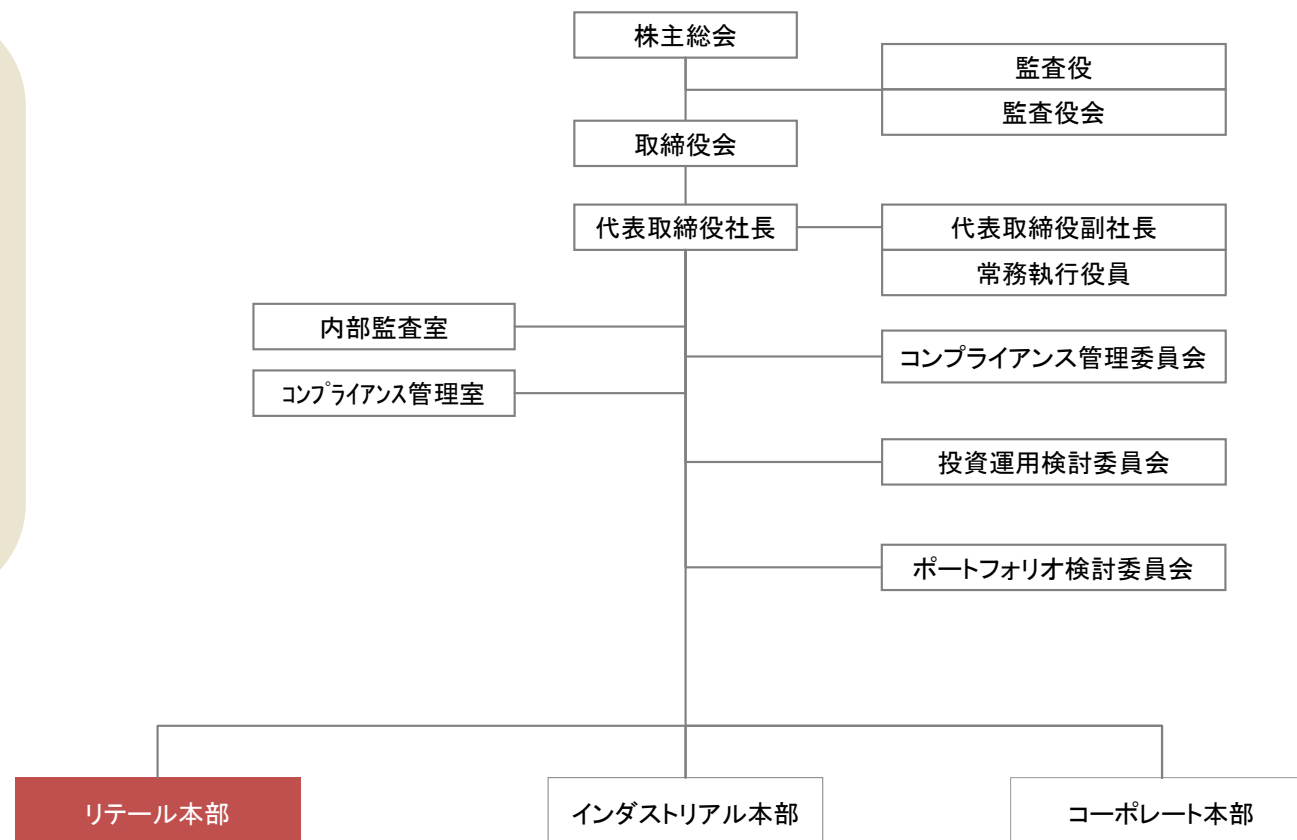 株主総会
監査役
監査役会
取締役会
代表取締役社長
代表取締役副社長
常務執行役員
内部監査室
コンプライアンス管理委員会
コンプライアンス管理室
投資運用検討委員会
ポートフォリオ検討委員会
リテール本部
インダストリアル本部
コーポレート本部